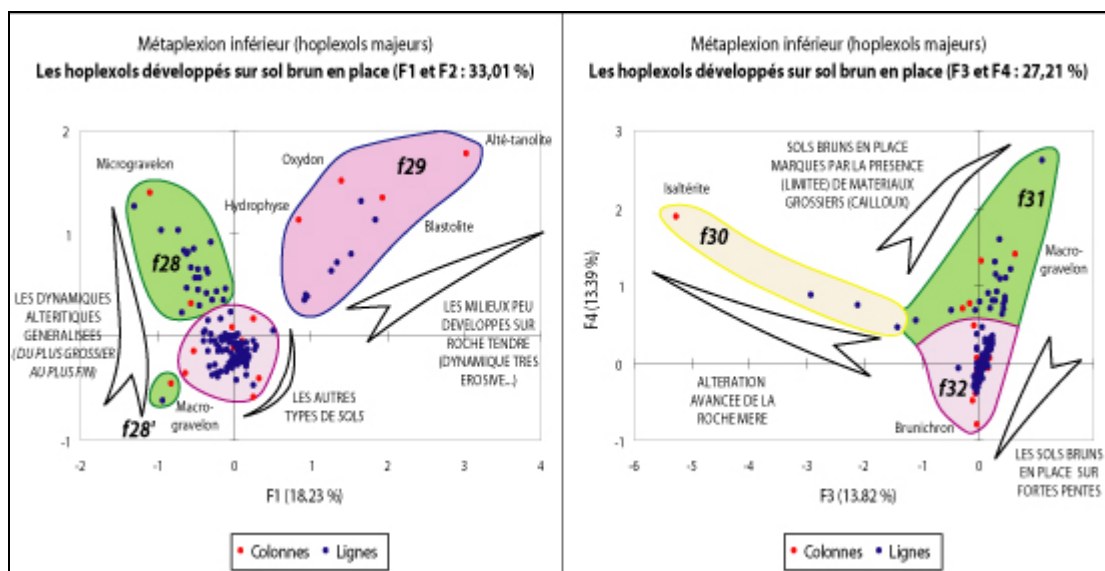 Métaplexion inférieur (hoplexols majeurs)
Les hoplexols développés sur sol brun en place (F1 et F2 : 33,01 %)
2
1
-1
-2
-1
0
1
2
3
4
F1 (18.23 %)
Microgravelon
f28
Oxydon
Alté-tanolite
f29
Hydrophyse
Blastolite
LES DYNAMIQUES
ALTERITIQUES
GENERALISEES
(DU PLUS GROSSIER
AU PLUS FIN)
LES MILIEUX PEU
DEVELOPPES SUR
ROCHE TENDRE
(DYNAMIQUE TRES
EROSIVE...)
Macro-
gravelon
f28'
LES AUTRES
TYPES DE SOLS
Colonnes
Lignes
Métaplexion inférieur (hoplexols majeurs)
Les hoplexols développés sur sol brun en place (F3 et F4 : 27,21 %)
3
2
1
0
-1
F4 (13.39 %)
-6
-5
-4
-3
-2
-1
0
1
F3 (13.82 %)
SOLS BRUNS EN PLACE
MARQUES PAR LA PRESENCE
(LIMITEE) DE MATERIAUX
GROSSIERS (CAILLOUX)
Isaltérite
f30
f31
Macro-
gravelon
f32
Brunichron
ALTERATION
AVANCEE DE LA
ROCHE MERE
LES SOLS BRUNS
EN PLACE SUR
FORTES PENTES
Colonnes
Lignes